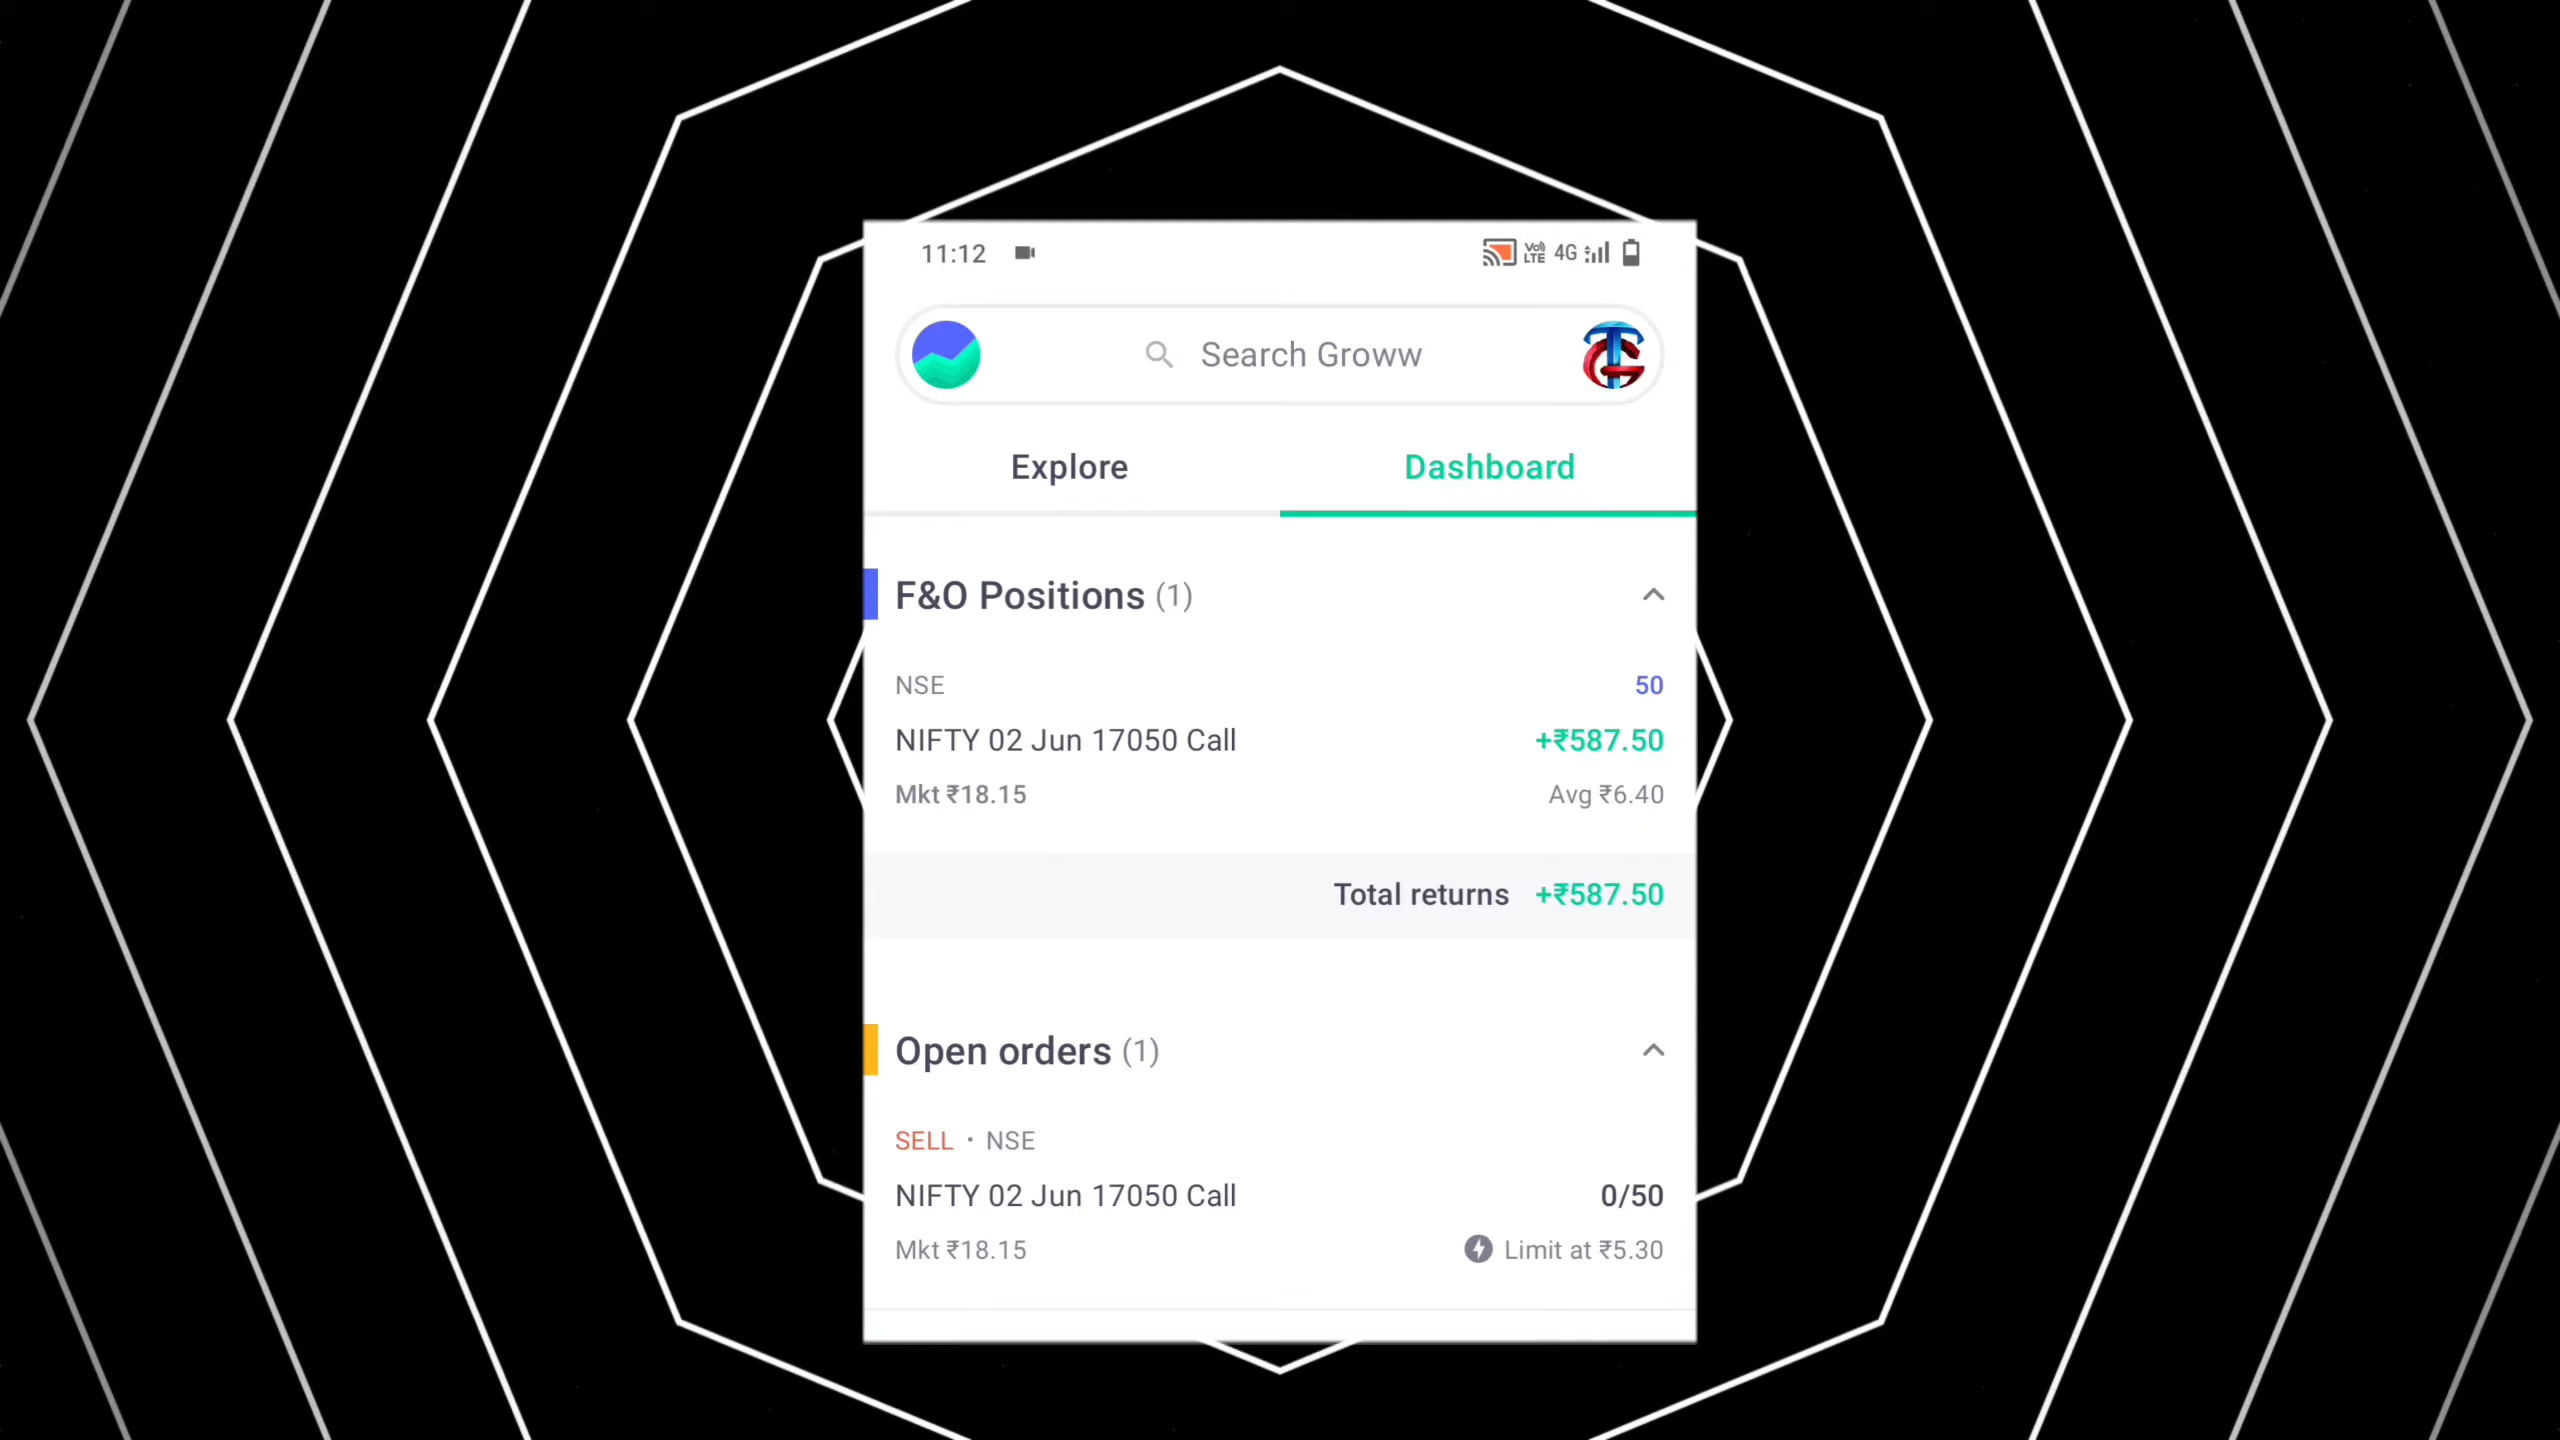 11:12 Vo) LTE 4G
Search Groww
Explore Dashboard
F&O Positions (1)
NSE 50
NIFTY 02 Jun 17050 Call +₹587.50
Mkt ₹18.15 Avg ₹6.40
Total returns +₹587.50
Open orders (1)
SELL • NSE
NIFTY 02 Jun 17050 Call 0/50
Mkt ₹18.15 Limit at ₹5.30